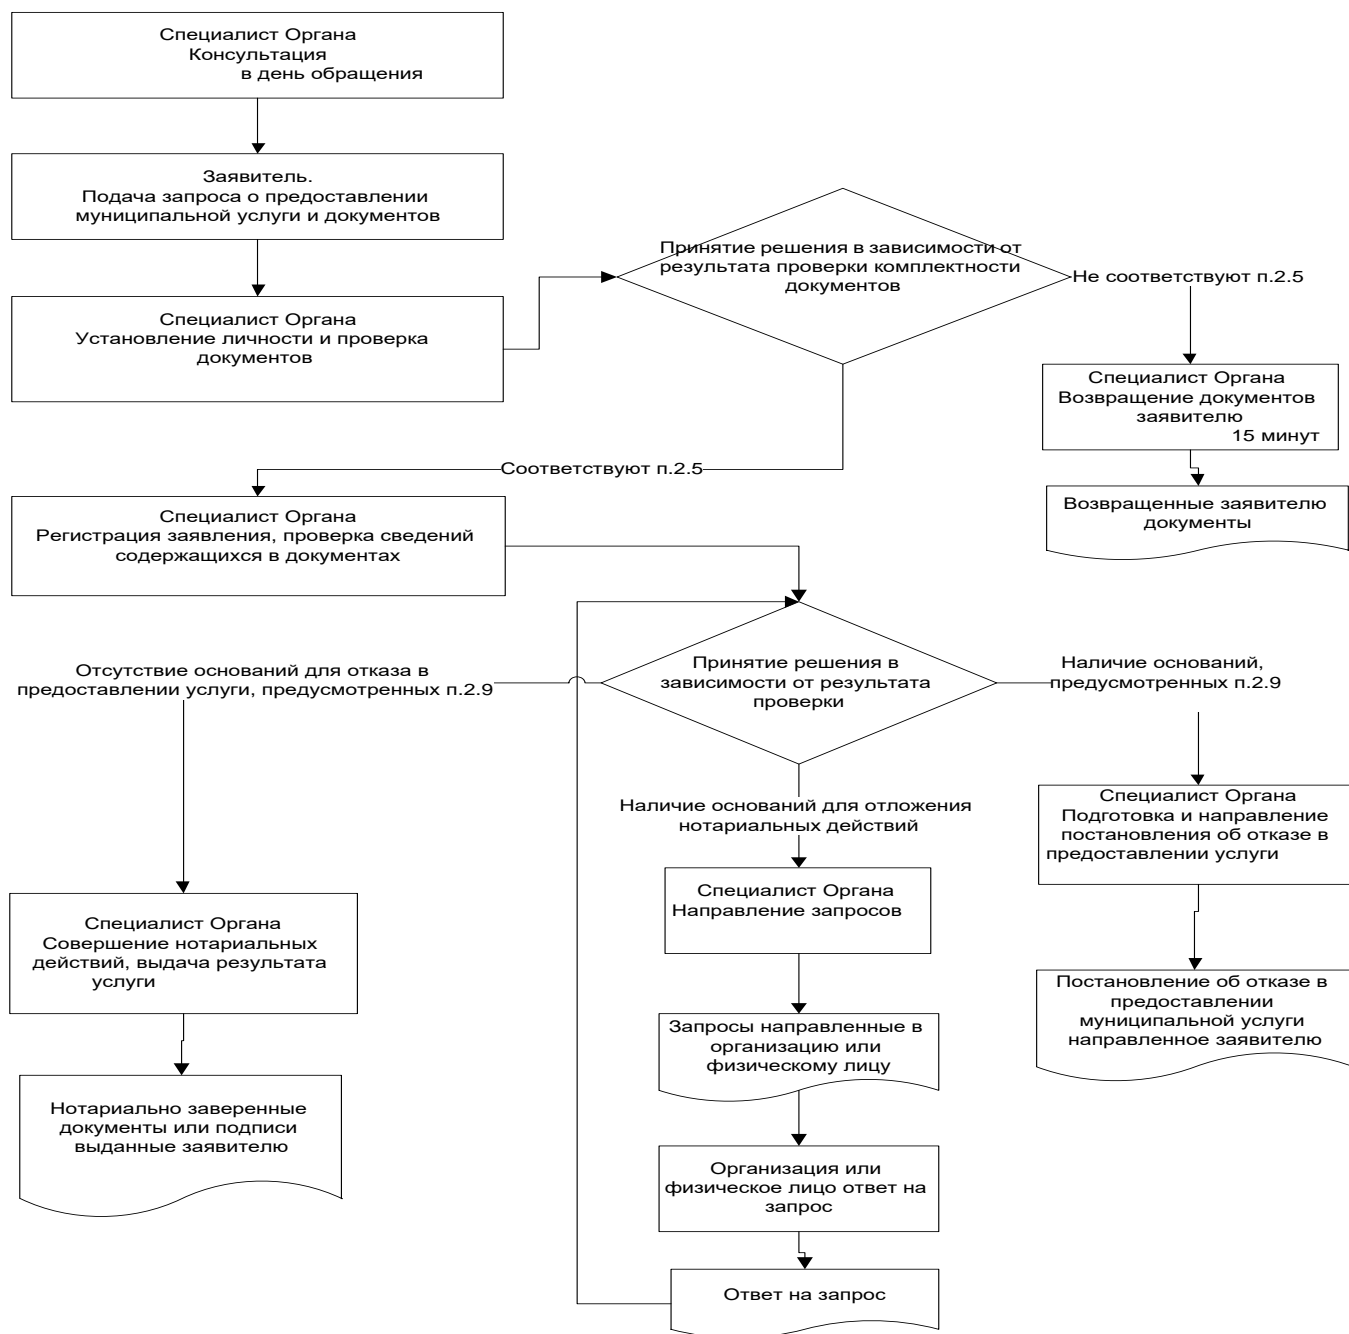 Специалист Органа
Консультация
в день обращения
Заявитель.
Подача запроса о предоставлении
муниципальной услуги и документов
Специалист Органа
Установление личности и проверка
документов
Принятие решения в зависимости от
результата проверки комплектности
документов
Не соответствуют п.2.5
Специалист Органа
Возвращение документов
заявителю
15 минут
Возвращенные заявителю
документы
Соответствуют п.2.5
Специалист Органа
Регистрация заявления, проверка сведений
содержащихся в документах
Принятие решения в
зависимости от результата
проверки
Отсутствие оснований для отказа в
предоставлении услуги, предусмотренных п.2.9
Наличие оснований,
предусмотренных п.2.9
Наличие оснований для отложения
нотариальных действий
Специалист Органа
Подготовка и направление
постановления об отказе в
предоставлении услуги
Специалист Органа
Направление запросов
Специалист Органа
Совершение нотариальных
действий, выдача результата
услуги
Постановление об отказе в
предоставлении
муниципальной услуги
направленное заявителю
Запросы направленные в
организацию или
физическому лицу
Нотариально заверенные
документы или подписи
выданные заявителю
Организация или
физическое лицо ответ на
запрос
Ответ на запрос